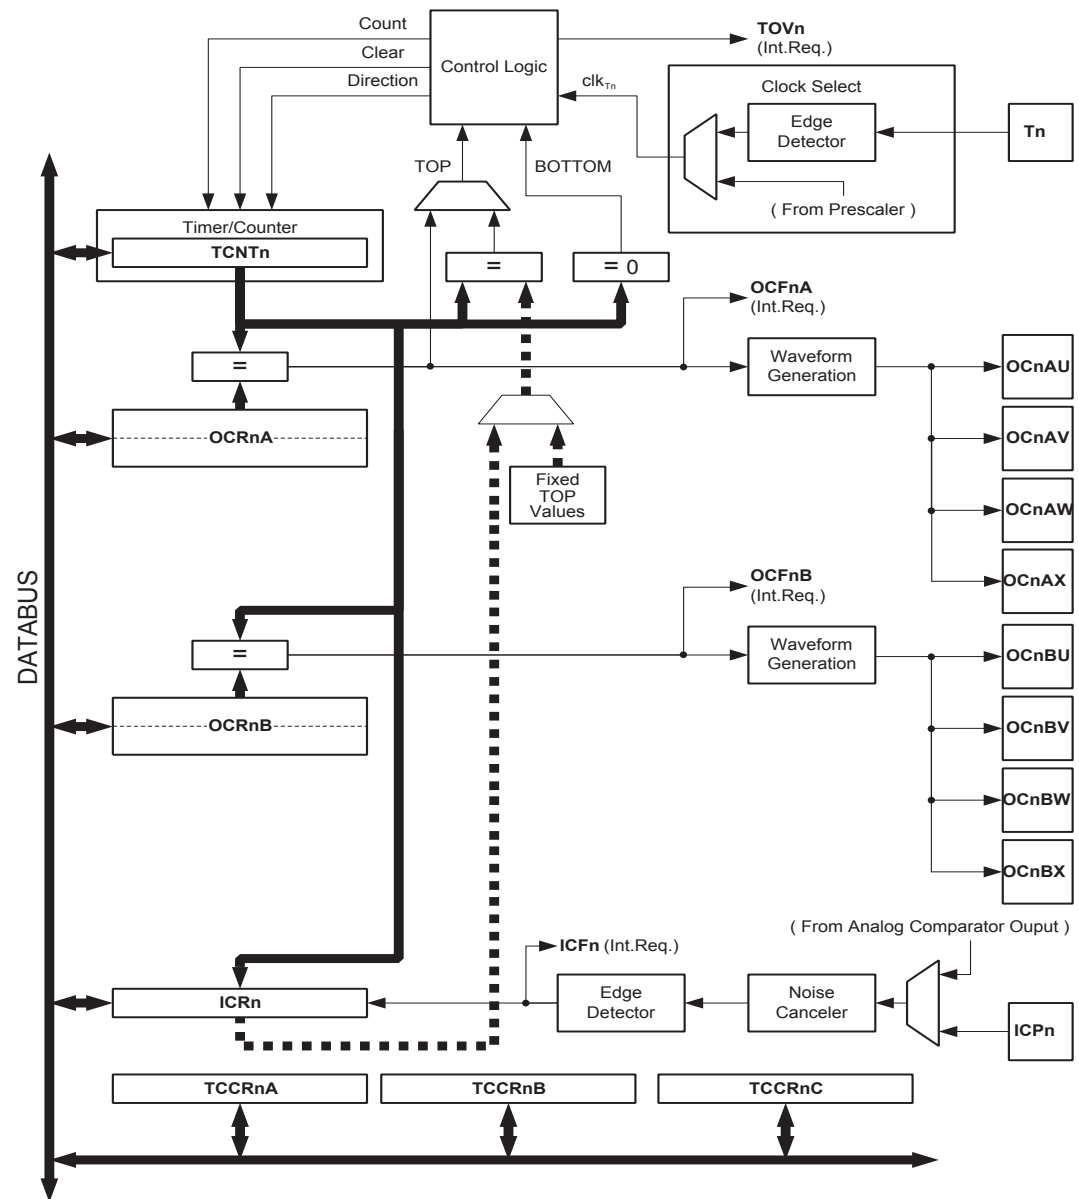 Count
Clear
Direction
Control Logic
TOVn
(Int.Req.)
clkTn
Clock Select
Edge
Detector
Tn
( From Prescaler )
TOP
BOTTOM
Timer/Counter
TCNTn
=
= 0
OCFnA
(Int.Req.)
=
Waveform
Generation
OCnAU
OCRnA
OCnAV
Fixed
TOP
Values
OCnAW
OCnAX
DATABUS
OCFnB
(Int.Req.)
=
Waveform
Generation
OCnBU
OCRnB
OCnBV
OCnBW
OCnBX
( From Analog Comparator Ouput )
ICFn (Int.Req.)
ICRn
Edge
Detector
Noise
Canceler
ICPn
TCCRnA
TCCRnB
TCCRnC